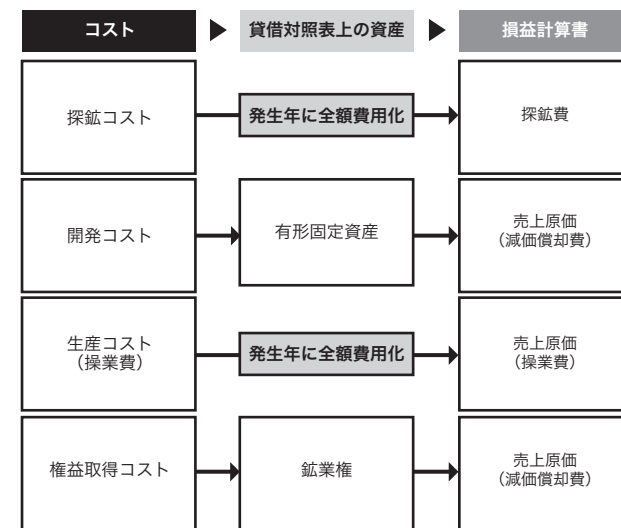 コスト
貸借対照表上の資産
損益計算書
探鉱コスト
発生年に全額費用化
探鉱費
開発コスト
有形固定資産
売上原価
（減価償却費）
生産コスト
（操業費）
発生年に全額費用化
売上原価
（操業費）
権益取得コスト
鉱業権
売上原価
（減価償却費）